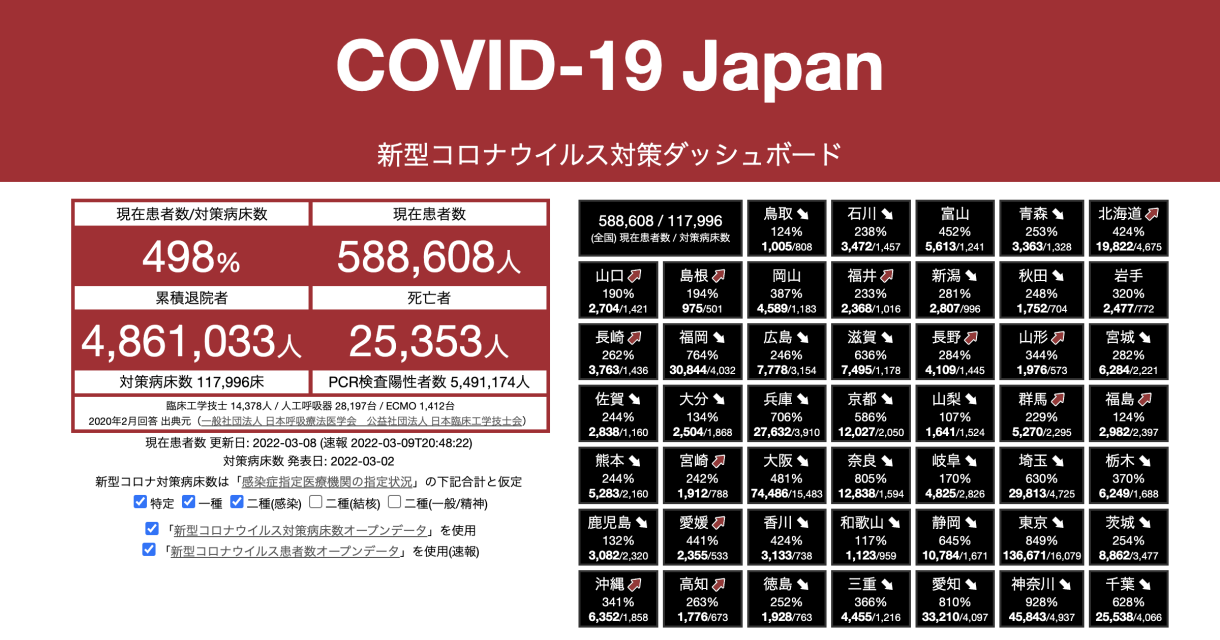 COVID-19 Japan
新型コロナウイルス対策ダッシュボード
現在患者数/対策病床数
現在患者数
498%
588,608人
累積退院者
死亡者
4,861,033人
25,353人
対策病床数 117,996床
PCR検査陽性者数 5,491,174人
臨床工学技士 14,378人 / 人工呼吸器 28,197台 / ECMO 1,412台
2020年2月回答 出典元（一般社団法人 日本呼吸療法医学会　公益社団法人 日本臨床工学技士会）
現在患者数 更新日: 2022-03-08 (速報 2022-03-09T20:48:22)
対策病床数 発表日: 2022-03-02
新型コロナ対策病床数は「感染症指定医療機関の指定状況」の下記合計と仮定
特定 一種 二種(感染) 二種(結核) 二種(一般/精神)
「新型コロナウイルス対策病床数オープンデータ」を使用
「新型コロナウイルス患者数オープンデータ」を使用(速報)
588,608 / 117,996
(全国) 現在患者数 / 対策病床数
鳥取
124%
1,005/808
石川
238%
3,472/1,457
富山
452%
5,613/1,241
青森
253%
3,363/1,328
北海道
424%
19,822/4,675
山口
190%
2,704/1,421
島根
194%
975/501
岡山
387%
4,589/1,183
福井
233%
2,368/1,016
新潟
281%
2,807/996
秋田
248%
1,752/704
岩手
320%
2,477/772
長崎
262%
3,763/1,436
福岡
764%
30,844/4,032
広島
246%
7,778/3,154
滋賀
636%
7,495/1,178
長野
284%
4,109/1,445
山形
344%
1,976/573
宮城
282%
6,284/2,221
佐賀
244%
2,838/1,160
大分
134%
2,504/1,868
兵庫
706%
27,632/3,910
京都
586%
12,027/2,050
山梨
107%
1,641/1,524
群馬
229%
5,270/2,295
福島
124%
2,982/2,397
熊本
244%
5,283/2,160
宮崎
242%
1,912/788
大阪
481%
74,486/15,483
奈良
805%
12,838/1,594
岐阜
170%
4,825/2,826
埼玉
630%
29,813/4,725
栃木
370%
6,249/1,688
鹿児島
132%
3,082/2,320
愛媛
441%
2,355/533
香川
424%
3,133/738
和歌山
117%
1,123/959
静岡
645%
10,784/1,671
東京
849%
136,671/16,079
茨城
254%
8,862/3,477
沖縄
341%
6,352/1,858
高知
263%
1,776/673
徳島
252%
1,928/763
三重
366%
4,455/1,216
愛知
810%
33,210/4,097
神奈川
928%
45,843/4,937
千葉
628%
25,538/4,066